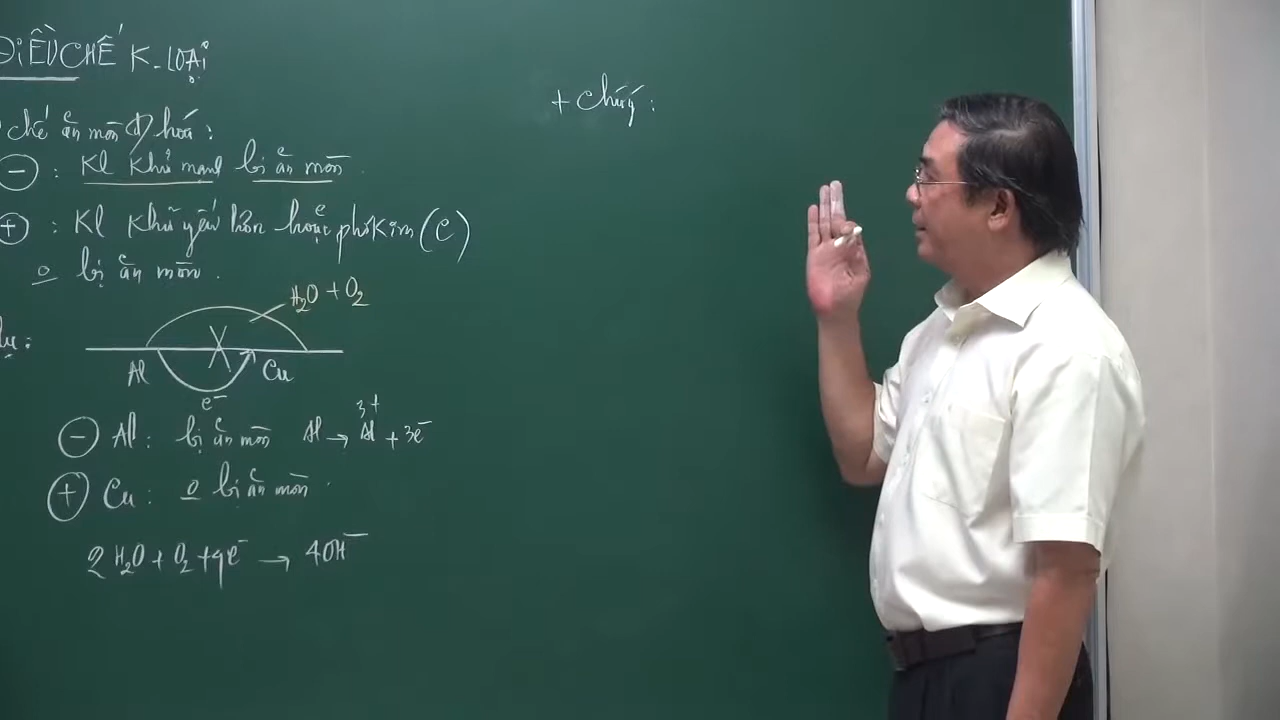 ĐIỀU CHẾ K-LOẠI
chế ăn mòn đ hoá:
⊖ : Kl khử mạnh bị ăn mòn.
⊕ : Kl khử yếu hơn hoặc phi kim (C)
bị ăn mòn.
H₂O + O₂
dụ:
Al Cu
e⁻
⊖ Al: bị ăn mòn Al → Al³⁺ + 3e⁻
⊕ Cu: o bị ăn mòn.
2H₂O + O₂ + 4e⁻ → 4OH⁻
+ Chú ý: